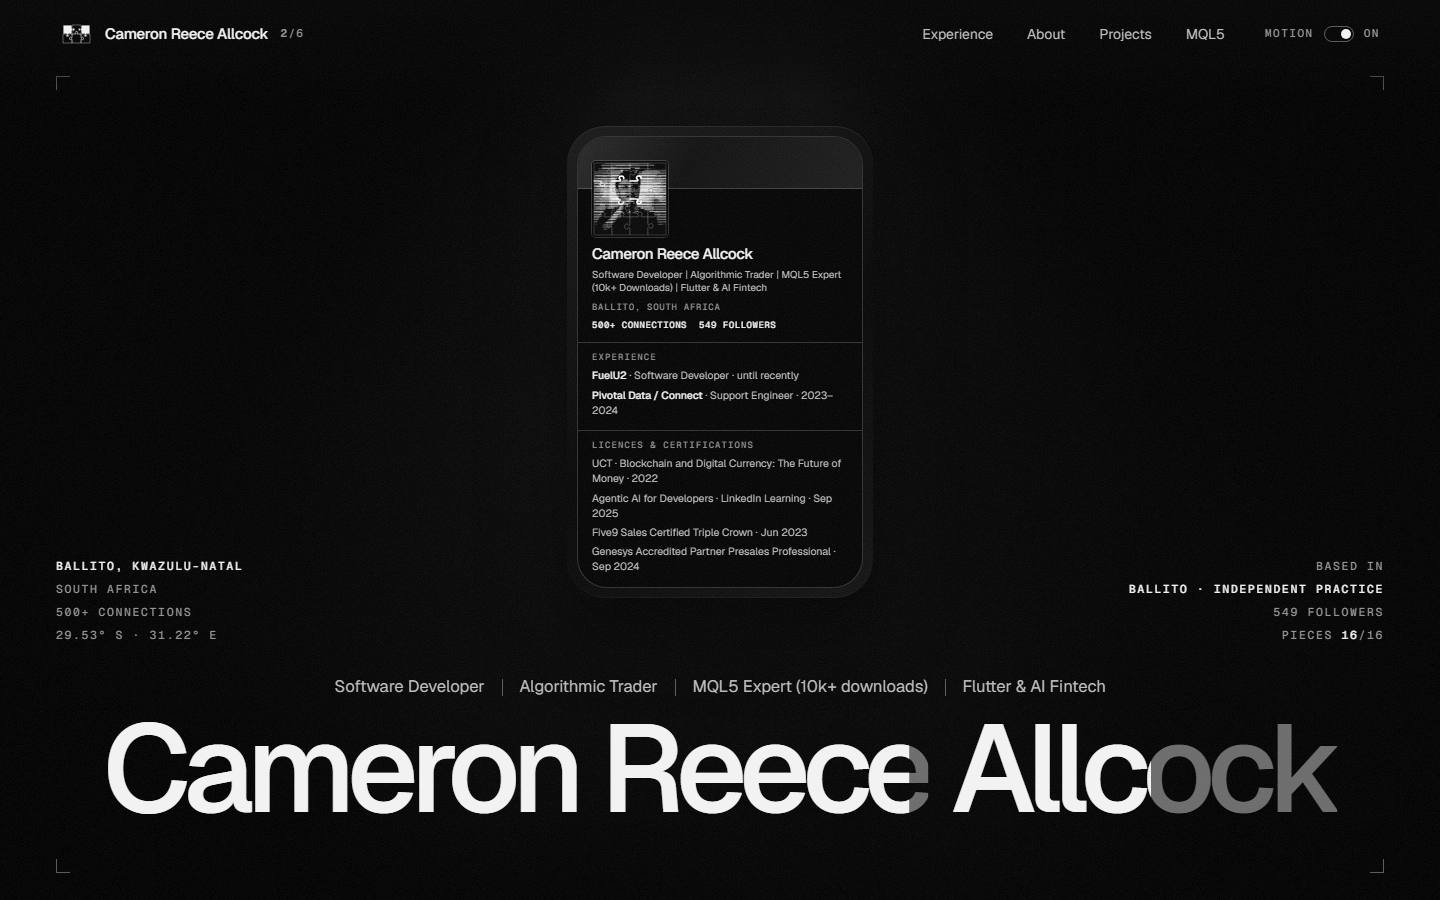 Cameron Reece Allcock 2/6
Experience About Projects MQL5 MOTION ON
Cameron Reece Allcock
Software Developer | Algorithmic Trader | MQL5 Expert
(10k+ Downloads) | Flutter & AI Fintech
BALLITO, SOUTH AFRICA
500+ CONNECTIONS 549 FOLLOWERS
EXPERIENCE
FuelU2 · Software Developer · until recently
Pivotal Data / Connect · Support Engineer · 2023–
2024
LICENCES & CERTIFICATIONS
UCT · Blockchain and Digital Currency: The Future of
Money · 2022
Agentic AI for Developers · LinkedIn Learning · Sep
2025
Five9 Sales Certified Triple Crown · Jun 2023
Genesys Accredited Partner Presales Professional ·
Sep 2024
BALLITO, KWAZULU-NATAL
SOUTH AFRICA
500+ CONNECTIONS
29.53° S · 31.22° E
BASED IN
BALLITO · INDEPENDENT PRACTICE
549 FOLLOWERS
PIECES 16/16
Software Developer | Algorithmic Trader | MQL5 Expert (10k+ downloads) | Flutter & AI Fintech
Cameron Reece Allcock